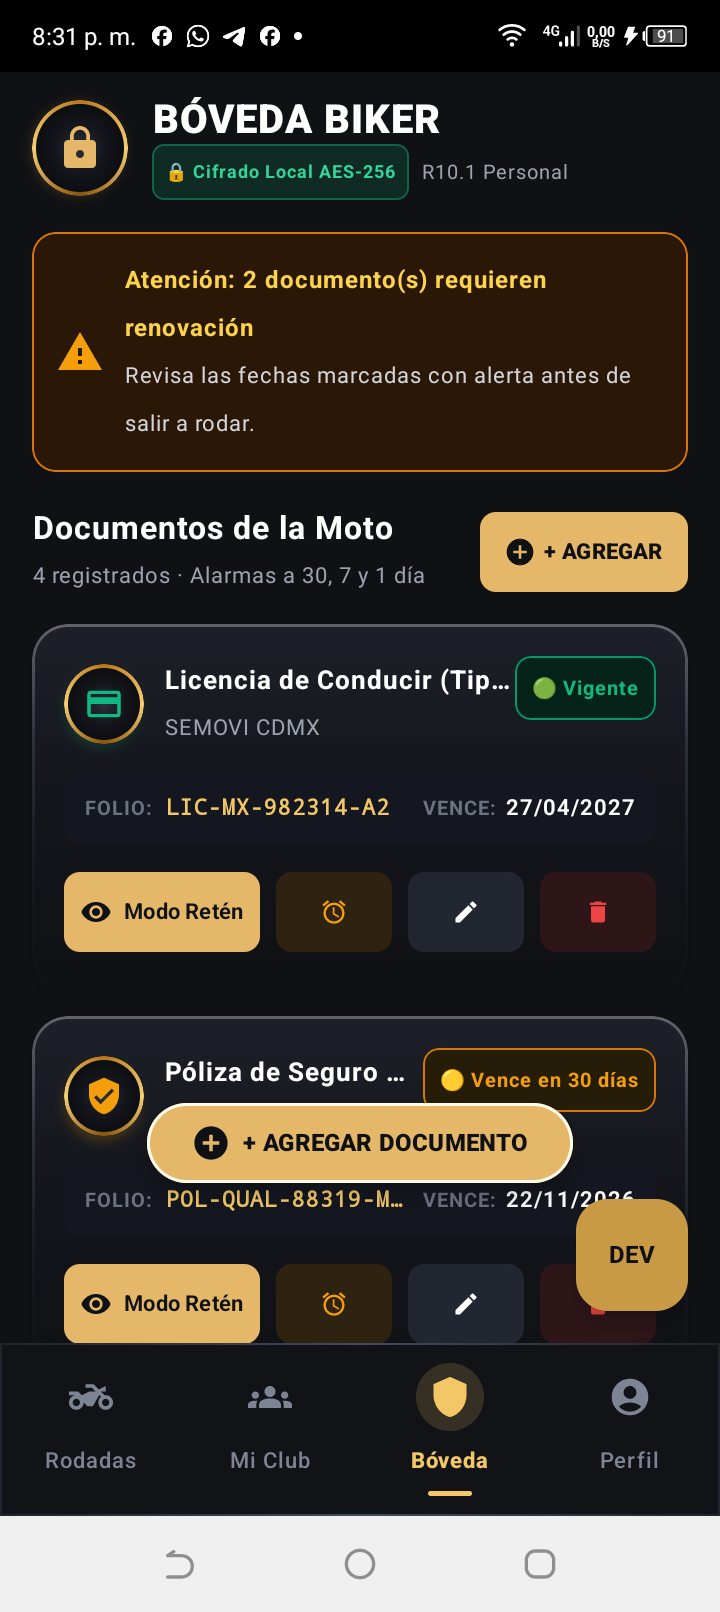 8:31 p. m.
4G 0,00 B/S 91
BÓVEDA BIKER
🔒 Cifrado Local AES-256 R10.1 Personal
Atención: 2 documento(s) requieren
renovación
Revisa las fechas marcadas con alerta antes de
salir a rodar.
Documentos de la Moto
4 registrados · Alarmas a 30, 7 y 1 día
+ AGREGAR
Licencia de Conducir (Tip...
🟢 Vigente
SEMOVI CDMX
FOLIO: LIC-MX-982314-A2 VENCE: 27/04/2027
Modo Retén
Póliza de Seguro ...
🟡 Vence en 30 días
+ AGREGAR DOCUMENTO
FOLIO: POL-QUAL-88319-M... VENCE: 22/11/2026
DEV
Modo Retén
Rodadas Mi Club Bóveda Perfil